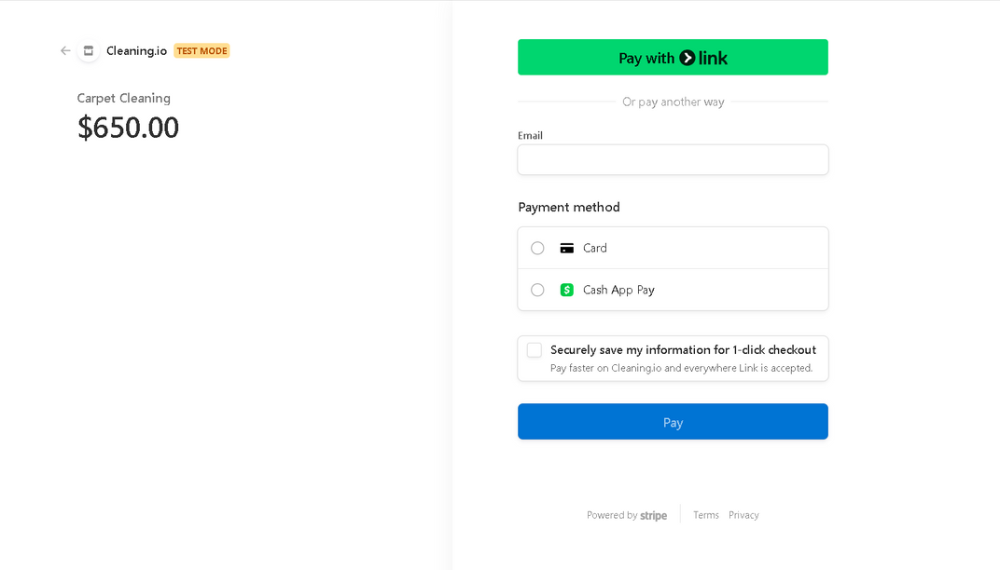 Cleaning.io TEST MODE
Carpet Cleaning
$650.00
Pay with link
Or pay another way
Email
Payment method
Card
Cash App Pay
Securely save my information for 1-click checkout
Pay faster on Cleaning.io and everywhere Link is accepted.
Pay
Powered by stripe Terms Privacy